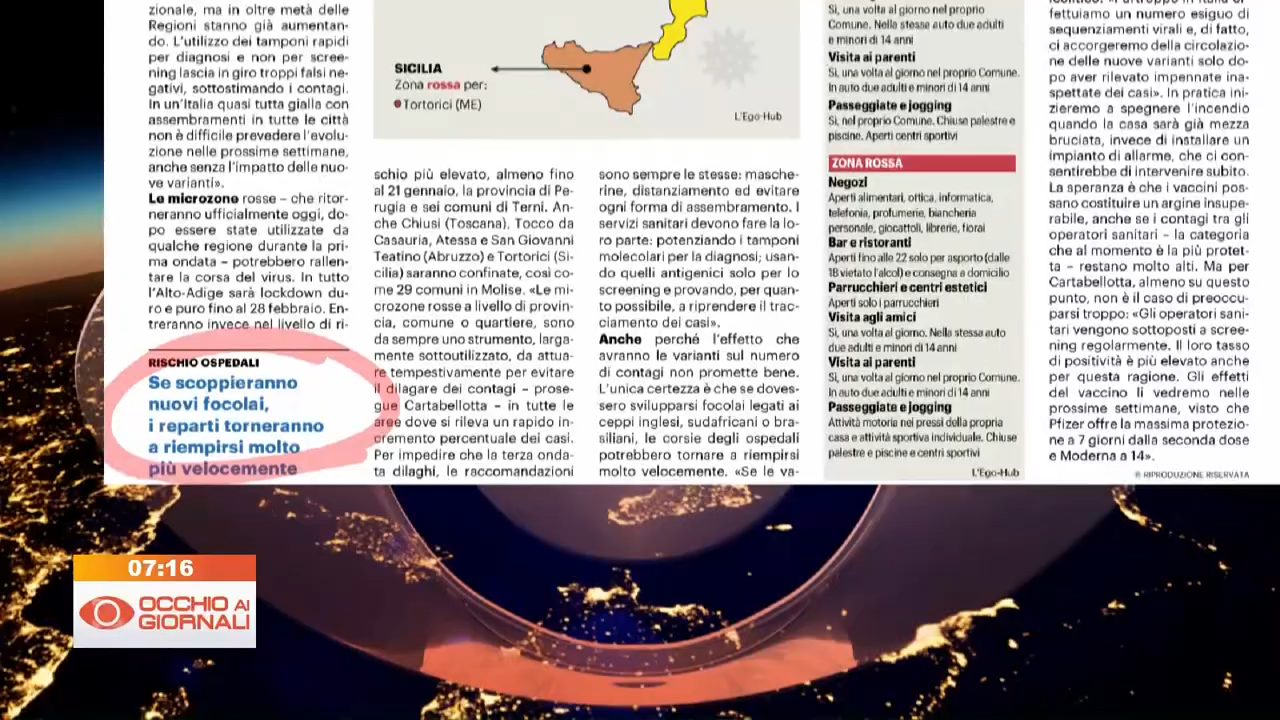 zionale, ma in oltre metà delle
Regioni stanno già aumentan-
do. L'utilizzo dei tamponi rapidi
per diagnosi e non per scree-
ning lascia in giro troppi falsi ne-
gativi, sottostimando i contagi.
In un'Italia quasi tutta gialla con
assembramenti in tutte le città
non è difficile prevedere l'evolu-
zione nelle prossime settimane,
anche senza l'impatto delle nuo-
ve varianti».
Le microzone rosse – che ritor-
neranno ufficialmente oggi, do-
po essere state utilizzate da
qualche regione durante la pri-
ma ondata – potrebbero rallen-
tare la corsa del virus. In tutto
l'Alto-Adige sarà lockdown du-
ro e puro fino al 28 febbraio. En-
treranno invece nel livello di ri-
RISCHIO OSPEDALI
Se scoppieranno
nuovi focolai,
i reparti torneranno
a riempirsi molto
più velocemente
SICILIA
Zona rossa per:
Tortorici (ME)
L'Ego-Hub
schio più elevato, almeno fino
al 21 gennaio, la provincia di Pe-
rugia e sei comuni di Terni. An-
che Chiusi (Toscana), Tocco da
Casauria, Atessa e San Giovanni
Teatino (Abruzzo) e Tortorici (Si-
cilia) saranno confinate, così co-
me 29 comuni in Molise. «Le mi-
crozone rosse a livello di provin-
cia, comune o quartiere, sono
da sempre uno strumento, larga-
mente sottoutilizzato, da attua-
re tempestivamente per evitare
il dilagare dei contagi – prose-
gue Cartabellotta – in tutte le
aree dove si rileva un rapido in-
cremento percentuale dei casi.
Per impedire che la terza onda-
ta dilaghi, le raccomandazioni
sono sempre le stesse: masche-
rine, distanziamento ed evitare
ogni forma di assembramento. I
servizi sanitari devono fare la lo-
ro parte: potenziando i tamponi
molecolari per la diagnosi; usan-
do quelli antigenici solo per lo
screening e provando, per quan-
to possibile, a riprendere il trac-
ciamento dei casi».
Anche perché l'effetto che
avranno le varianti sul numero
di contagi non promette bene.
L'unica certezza è che se doves-
sero svilupparsi focolai legati ai
ceppi inglesi, sudafricani o bra-
siliani, le corsie degli ospedali
potrebbero tornare a riempirsi
molto velocemente. «Se le va-
Sì, una volta al giorno nel proprio
Comune. Nella stessa auto due adulti
e minori di 14 anni
Visita ai parenti
Sì, una volta al giorno nel proprio Comune.
In auto due adulti e minori di 14 anni
Passeggiate e jogging
Sì, nel proprio Comune. Chiuse palestre e
piscine. Aperti centri sportivi
ZONA ROSSA
Negozi
Aperti alimentari, ottica, informatica,
telefonia, profumerie, biancheria
personale, giocattoli, librerie, fiorai
Bar e ristoranti
Aperti fino alle 22 solo per asporto (dalle
18 vietato l'alcol) e consegna a domicilio
Parrucchieri e centri estetici
Aperti solo i parrucchieri
Visita agli amici
Sì, una volta al giorno. Nella stessa auto
due adulti e minori di 14 anni
Visita ai parenti
Sì, una volta al giorno nel proprio Comune.
In auto due adulti e minori di 14 anni
Passeggiate e jogging
Attività motoria nei pressi della propria
casa e attività sportiva individuale. Chiuse
palestre e piscine e centri sportivi
L'Ego-Hub
fettuiamo un numero esiguo di
sequenziamenti virali e, di fatto,
ci accorgeremo della circolazio-
ne delle nuove varianti solo do-
po aver rilevato impennate ina-
spettate dei casi». In pratica ini-
zieremo a spegnere l'incendio
quando la casa sarà già mezza
bruciata, invece di installare un
impianto di allarme, che ci con-
sentirebbe di intervenire subito.
La speranza è che i vaccini pos-
sano costituire un argine insupe-
rabile, anche se i contagi tra gli
operatori sanitari – la categoria
che al momento è la più protet-
ta – restano molto alti. Ma per
Cartabellotta, almeno su questo
punto, non è il caso di preoccu-
parsi troppo: «Gli operatori sani-
tari vengono sottoposti a scree-
ning regolarmente. Il loro tasso
di positività è più elevato anche
per questa ragione. Gli effetti
del vaccino li vedremo nelle
prossime settimane, visto che
Pfizer offre la massima protezio-
ne a 7 giorni dalla seconda dose
e Moderna a 14».
© RIPRODUZIONE RISERVATA
07:16
OCCHIO AI
GIORNALI